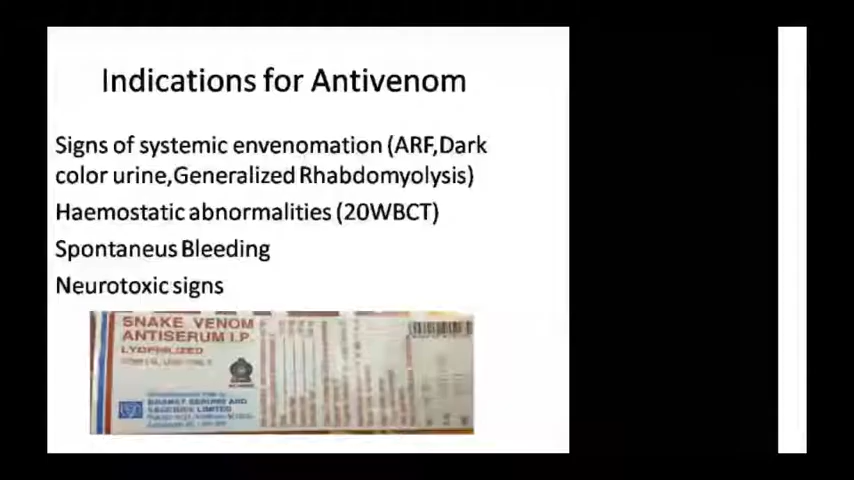 Indications for Antivenom
Signs of systemic envenomation (ARF,Dark
color urine,Generalized Rhabdomyolysis)
Haemostatic abnormalities (20WBCT)
Spontaneus Bleeding
Neurotoxic signs
SNAKE VENOM
ANTISERUM I.P.
LYOPHILIZED
BHARAT SERUMS AND
VACCINES LIMITED